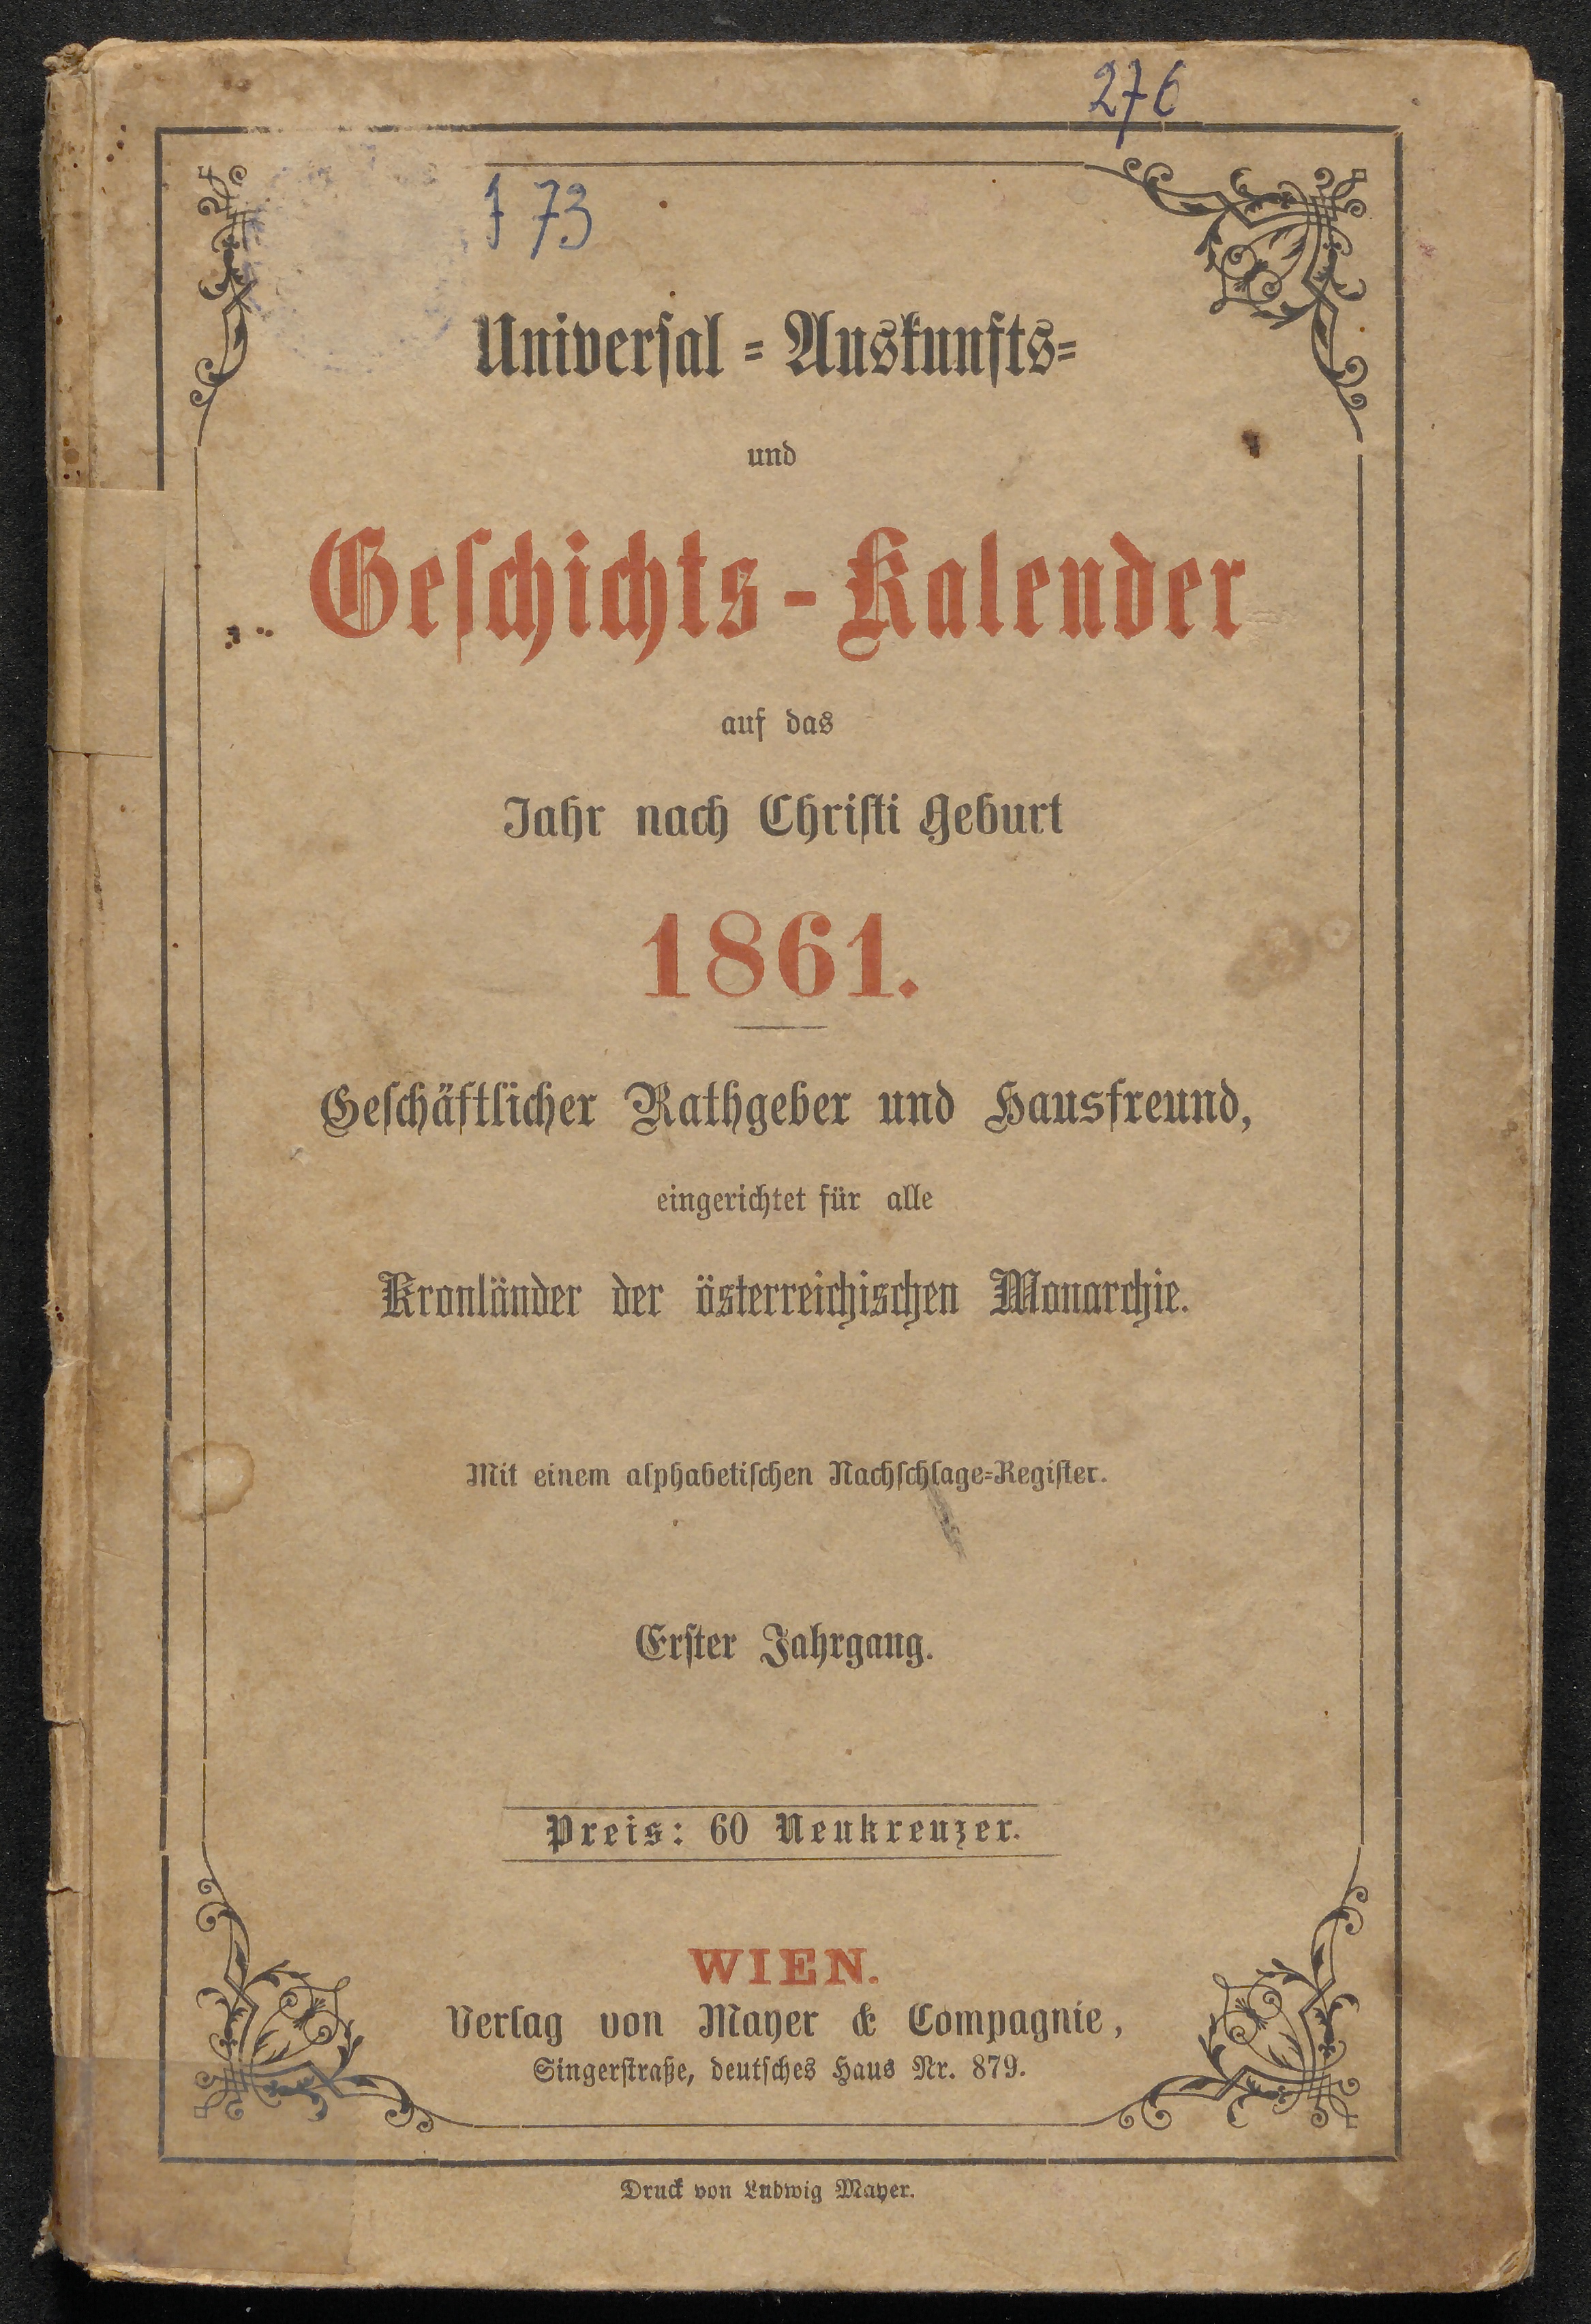 276
173
Universal-Auskunfts-
und
Geschichts-Kalender
auf das
Jahr nach Christi Geburt
1861.
Geschäftlicher Rathgeber und Hausfreund,
eingerichtet für alle
Kronländer der österreichischen Monarchie.
Mit einem alphabetischen Nachschlage-Register.
Erster Jahrgang.
Preis: 60 Neukreuzer.
WIEN.
Verlag von Mayer & Compagnie,
Singerstraße, deutsches Haus Nr. 879.
Druck von Ludwig Mayer.